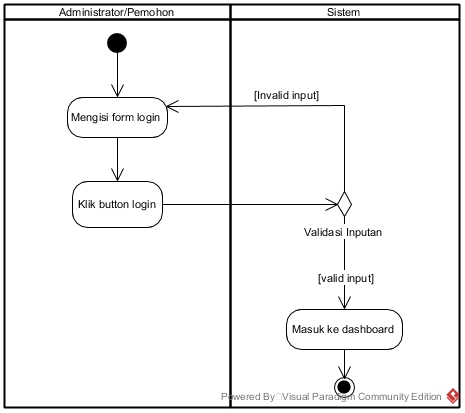 Administrator/Pemohon
Sistem
[Invalid input]
Mengisi form login
Klik button login
Validasi Inputan
[valid input]
Masuk ke dashboard
Powered By Visual Paradigm Community Edition